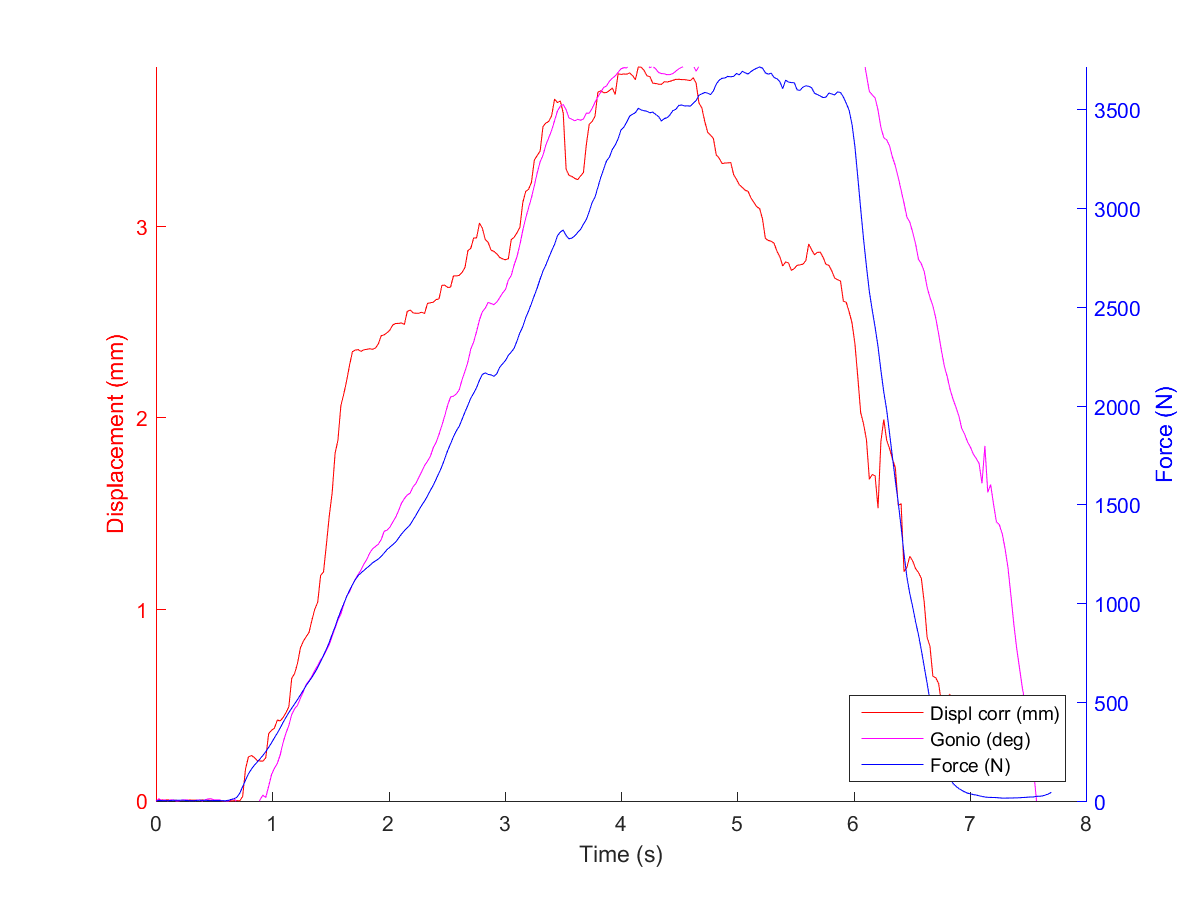 Displacement (mm)
3
2
1
0
3500
3000
2500
2000
1500
1000
500
0
Force (N)
Displ corr (mm)
Gonio (deg)
Force (N)
0 1 2 3 4 5 6 7 8
Time (s)